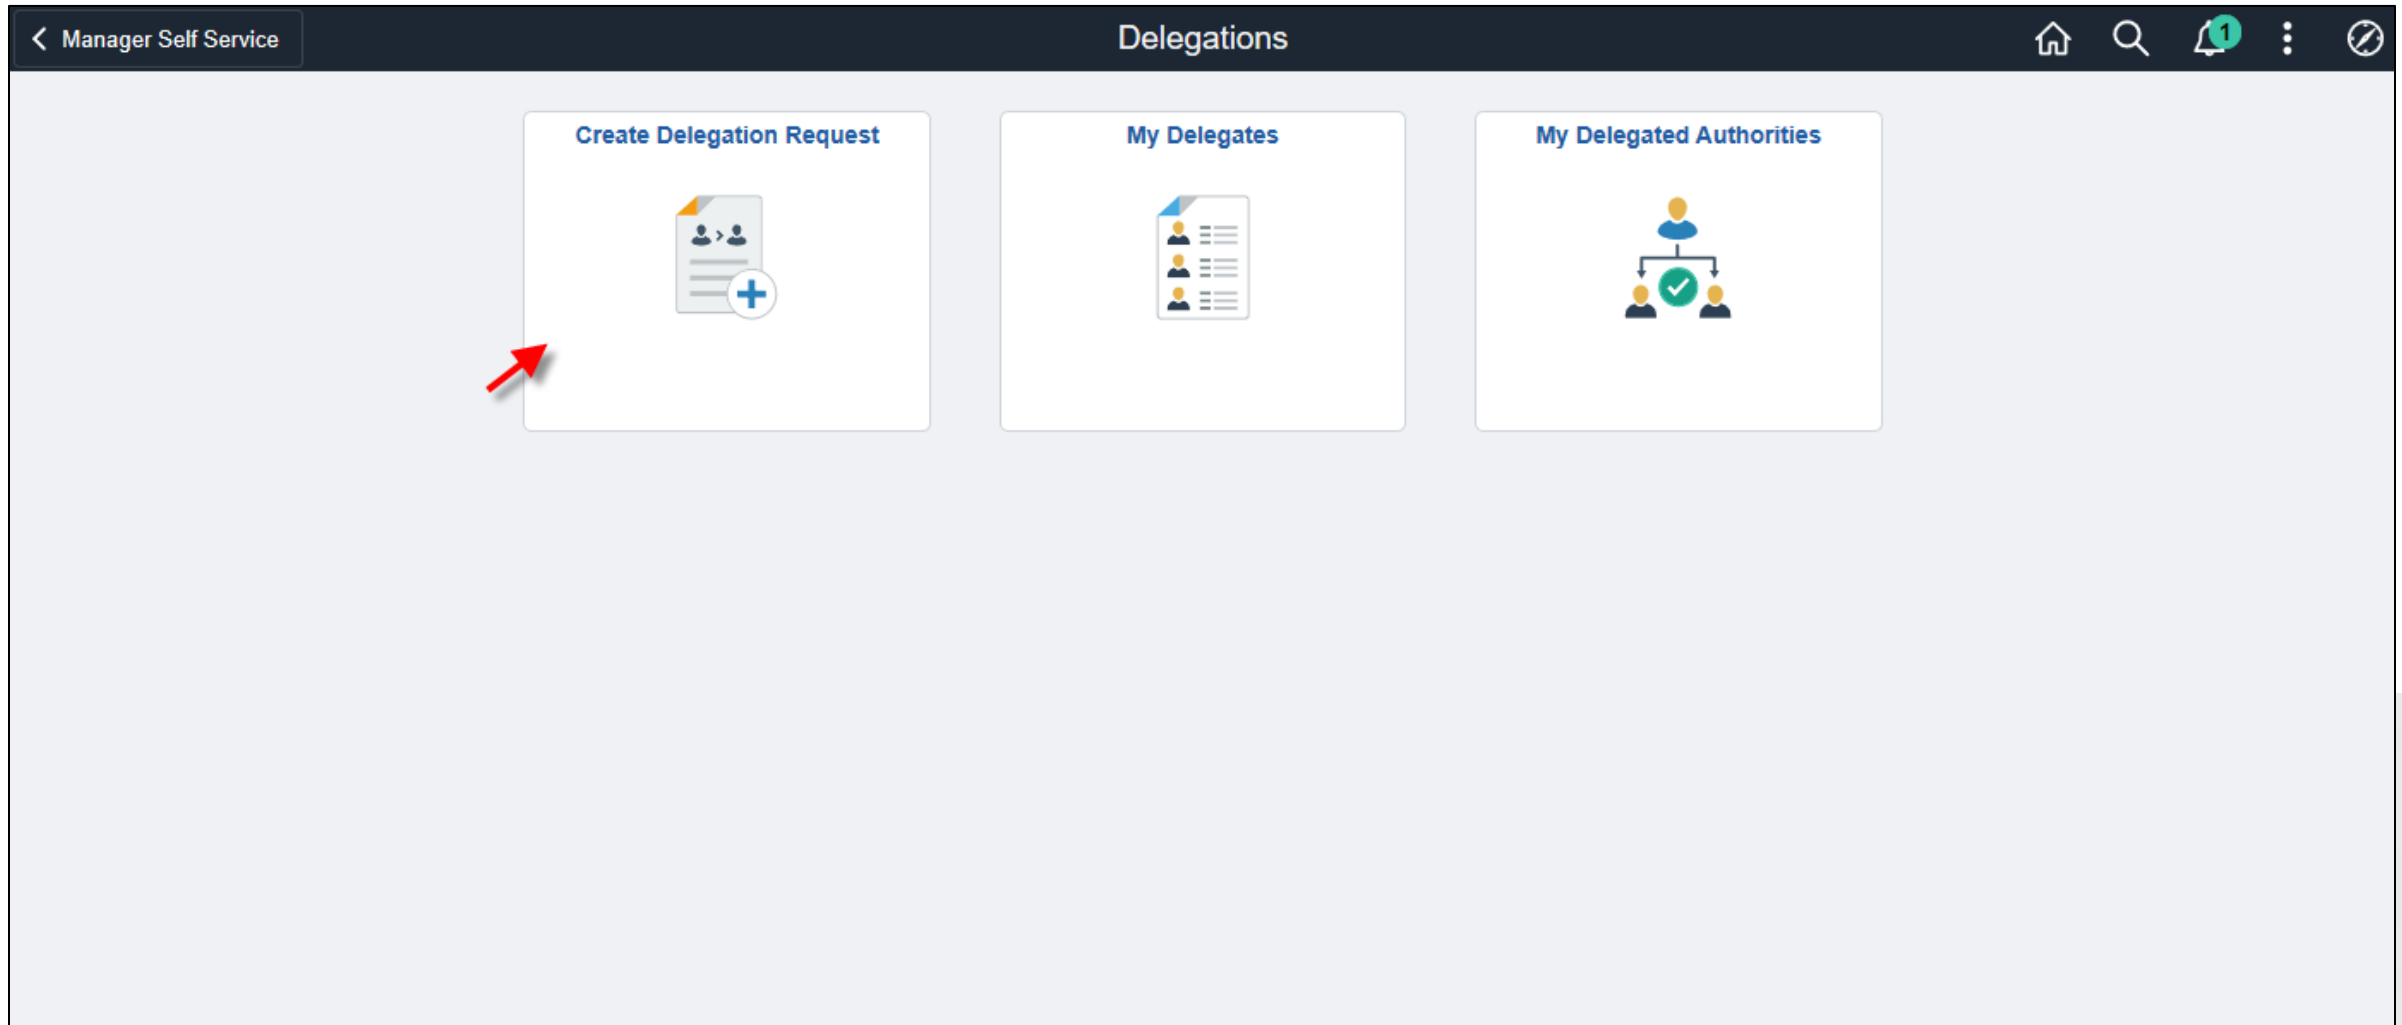 Manager Self Service
Delegations
1
Create Delegation Request
My Delegates
My Delegated Authorities